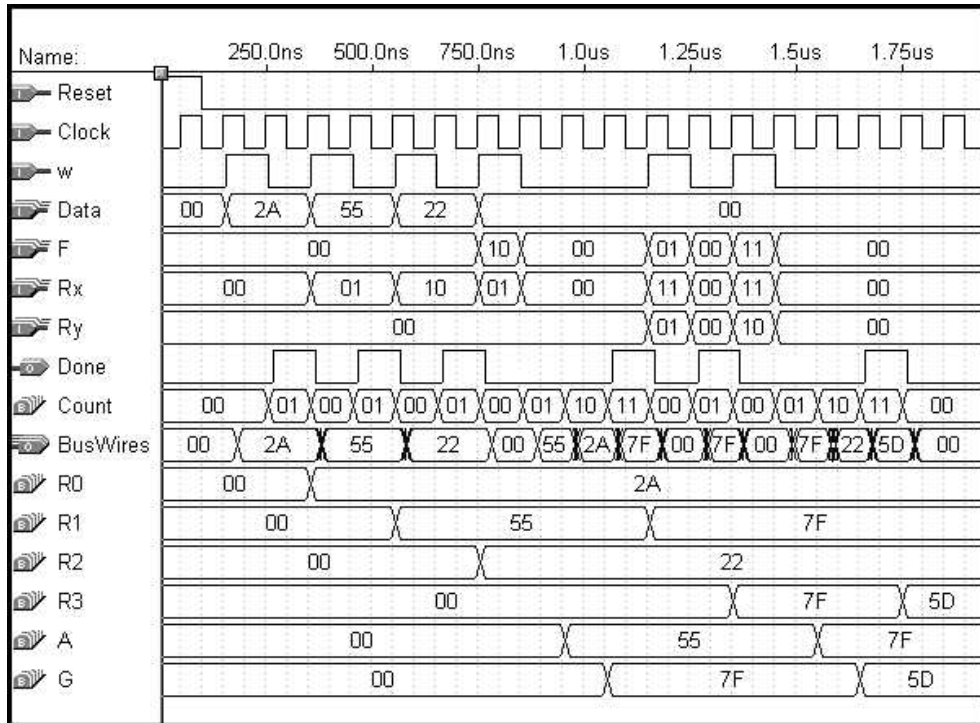 Name: 250.0ns 500.0ns 750.0ns 1.0us 1.25us 1.5us 1.75us
Reset
Clock
w
Data 00 2A 55 22 00
F 00 10 00 01 00 11 00
Rx 00 01 10 01 00 11 00 11 00
Ry 00 01 00 10 00
Done
Count 00 01 00 01 00 01 00 01 10 11 00 01 00 01 10 11 00
BusWires 00 2A 55 22 00 55 2A 7F 00 7F 00 7F 22 5D 00
R0 00 2A
R1 00 55 7F
R2 00 22
R3 00 7F 5D
A 00 55 7F
G 00 7F 5D